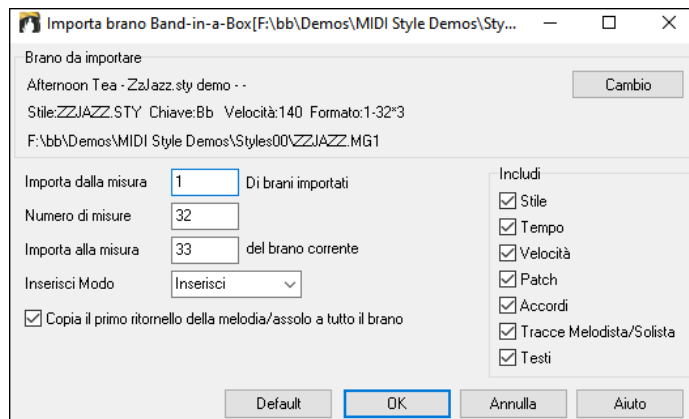 Importa brano Band-in-a-Box[F:\bb\Demos\MIDI Style Demos\Sty...
Brano da importare
Afternoon Tea - ZzJazz.sty demo - -
Cambio
Stile:ZZJAZZ.STY Chiave:Bb Velocità:140 Formato:1-32*3
F:\bb\Demos\MIDI Style Demos\Styles00\ZZJAZZ.MG1
Importa dalla misura 1 Di brani importati
Numero di misure 32
Importa alla misura 33 del brano corrente
Inserisci Modo Inserisci
Copia il primo ritornello della melodia/assolo a tutto il brano
Includi
Stile
Tempo
Velocità
Patch
Accordi
Tracce Melodista/Solista
Testi
Default OK Annulla Aiuto